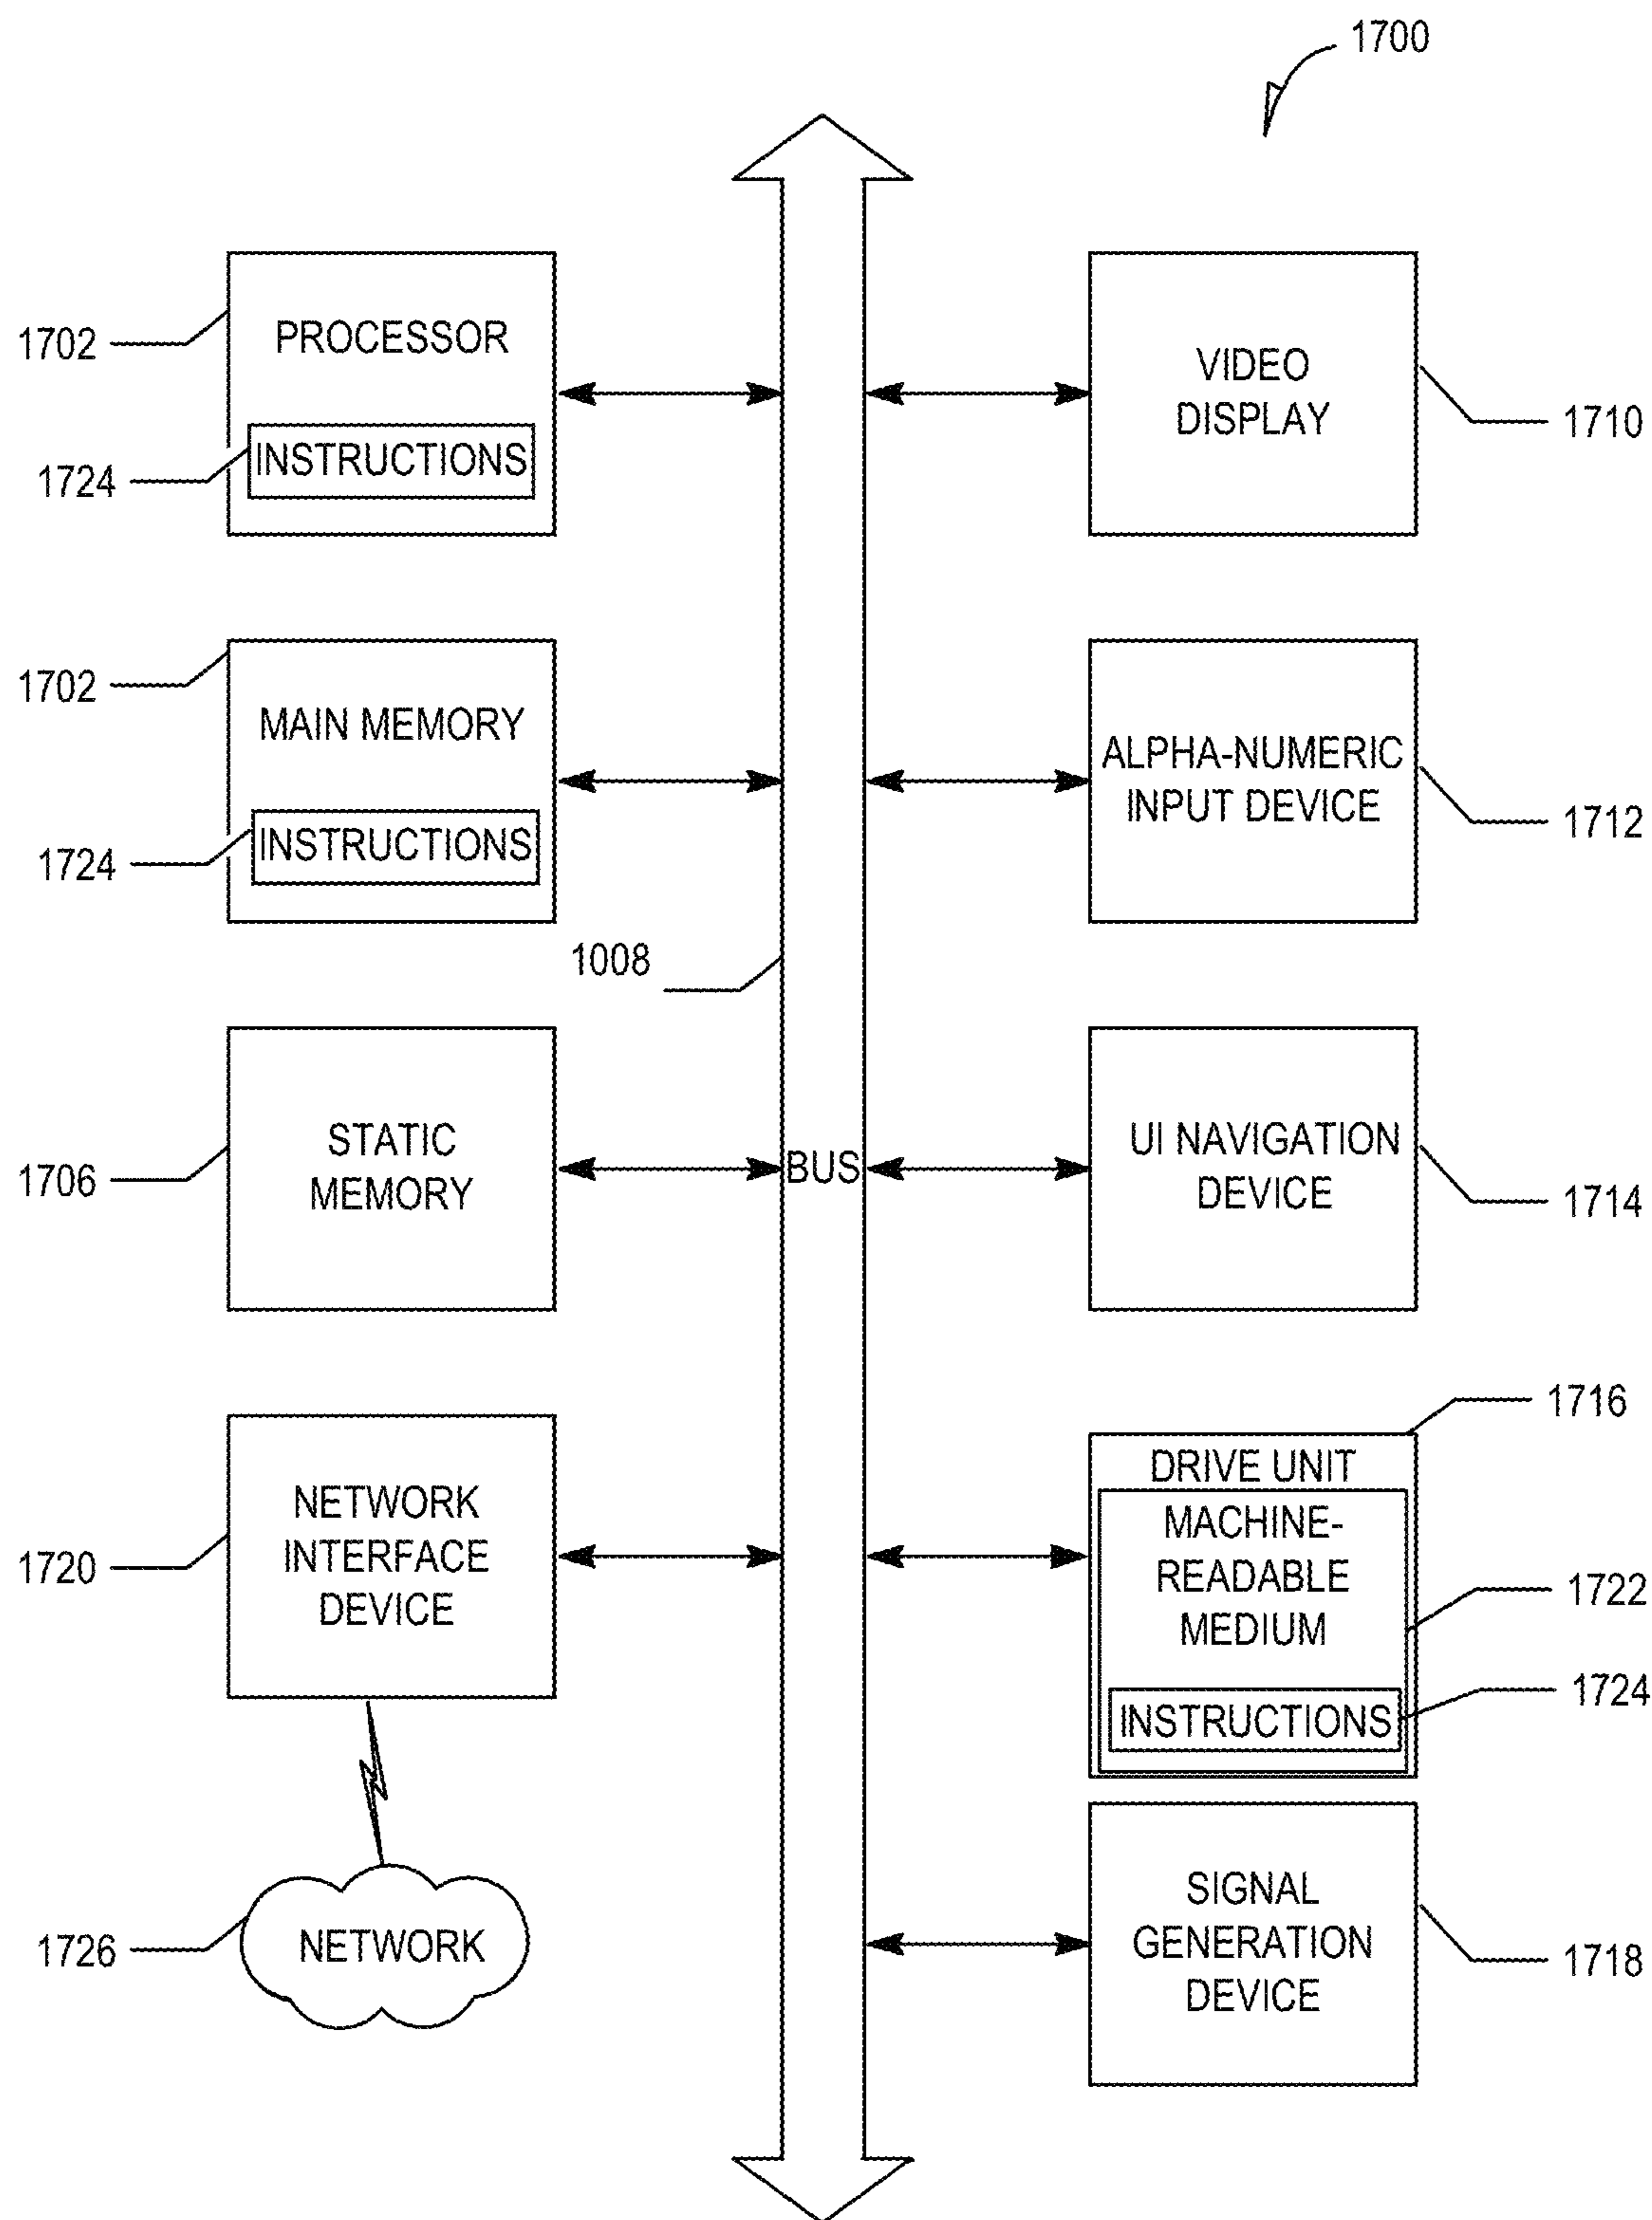 1700
1702
PROCESSOR
1724
INSTRUCTIONS
VIDEO
DISPLAY
1710
1702
MAIN MEMORY
1724
INSTRUCTIONS
ALPHA-NUMERIC
INPUT DEVICE
1712
1008
1706
STATIC
MEMORY
BUS
UI NAVIGATION
DEVICE
1714
1720
NETWORK
INTERFACE
DEVICE
1716
DRIVE UNIT
MACHINE-
READABLE
MEDIUM
1722
INSTRUCTIONS
1724
1726
NETWORK
SIGNAL
GENERATION
DEVICE
1718